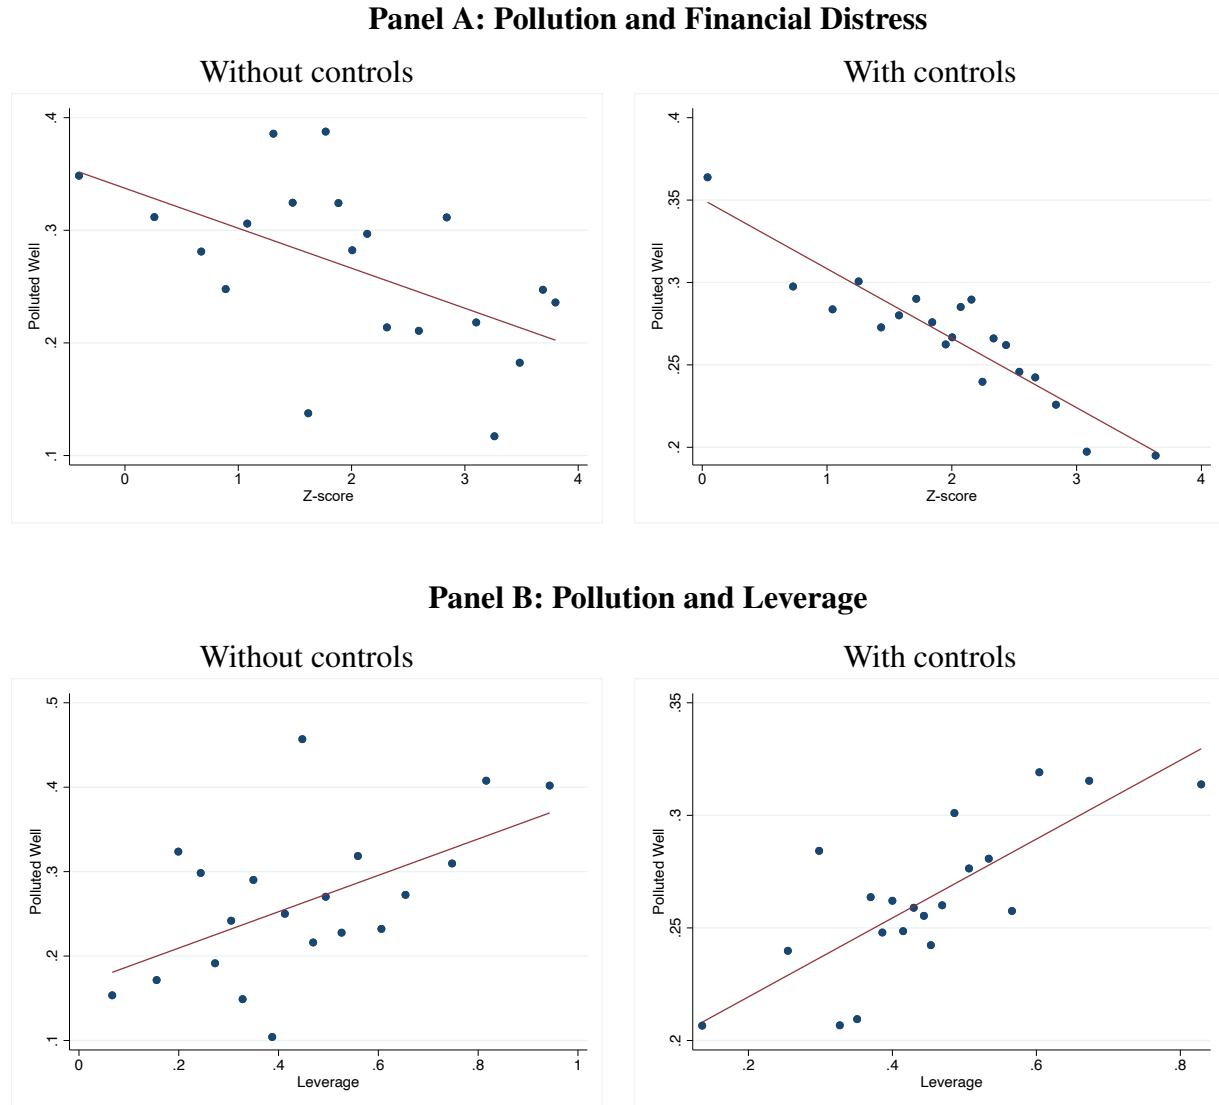 Panel A: Pollution and Financial Distress
Without controls
With controls
.4
.3
.2
.1
Polluted Well
0 1 2 3 4
Z-score
.4
.35
.3
.25
.2
Polluted Well
0 1 2 3 4
Z-score
Panel B: Pollution and Leverage
Without controls
With controls
.5
.4
.3
.2
.1
Polluted Well
0 .2 .4 .6 .8 1
Leverage
.35
.3
.25
.2
Polluted Well
.2 .4 .6 .8
Leverage